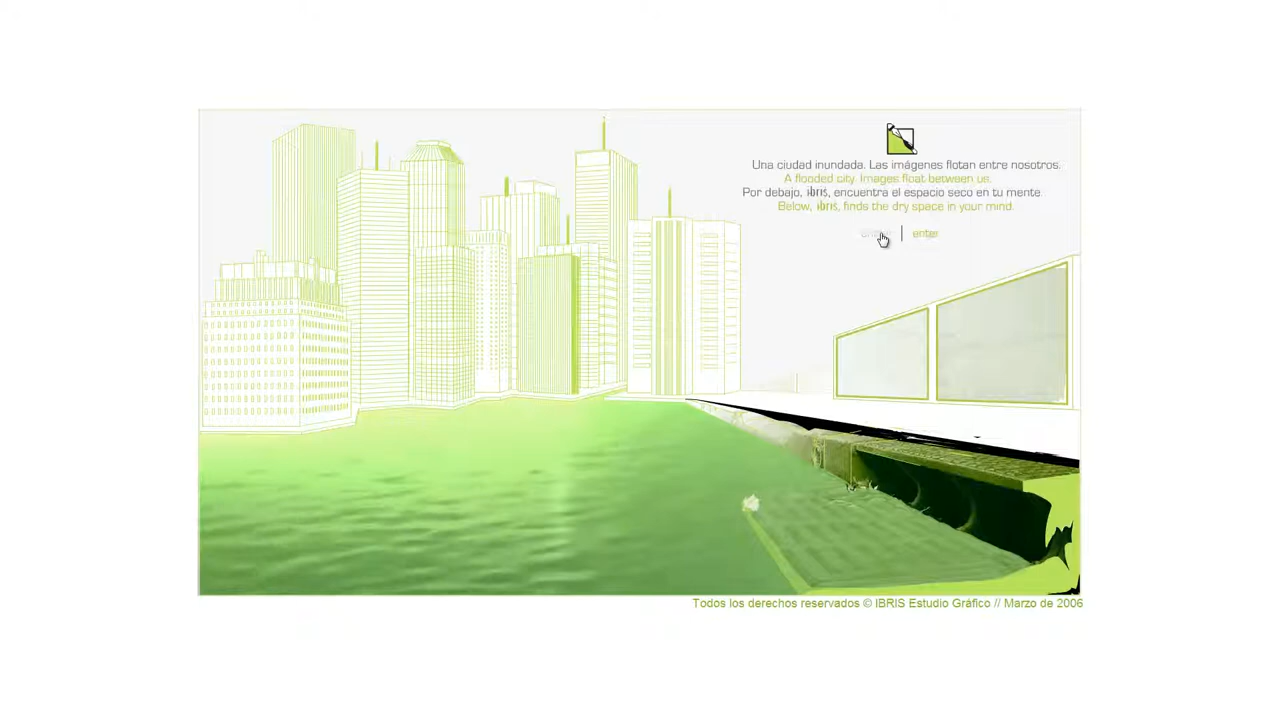 Una ciudad inundada. Las imágenes flotan entre nosotros.
A flooded city. Images float between us.
Por debajo, ibris, encuentra el espacio seco en tu mente.
Below, ibris, finds the dry space in your mind.
| enter
Todos los derechos reservados © IBRIS Estudio Gráfico // Marzo de 2006